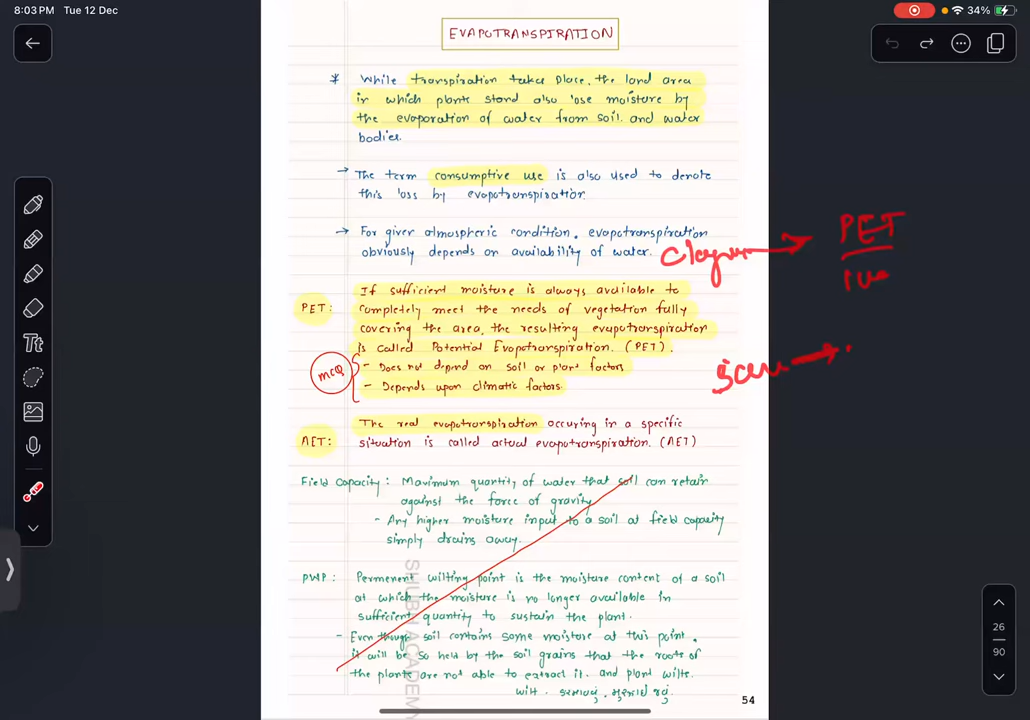 8:03 PM Tue 12 Dec
34%
EVAPOTRANSPIRATION
* While transpiration takes place, the land area
in which plants stand also lose moisture by
the evaporation of water from soil and water
bodies.
→ The term consumptive use is also used to denote
this loss by evapotranspiration.
→ For given atmospheric condition, evapotranspiration
obviously depends on availability of water.
PET
PET: If sufficient moisture is always available to
completely meet the needs of vegetation fully
covering the area, the resulting evapotranspiration
is called Potential Evapotranspiration. (PET).
MCQ
- Does not depend on soil or plant factors
- Depends upon climatic factors.
AET: The real evapotranspiration occuring in a specific
situation is called actual evapotranspiration. (AET)
Field Capacity: Maximum quantity of water that soil can retain
against the force of gravity.
- Any higher moisture input to a soil at field capacity
simply drains away.
PWP: Permenent wilting point is the moisture content of a soil
at which the moisture is no longer available in
sufficient quantity to sustain the plant.
- Even though soil contains some moisture at this point,
it will be so held by the soil grains that the roots of
the plants are not able to extract it. and plant wilts.
wilt.
SHUBH ACADEM
54
26
90
Tt